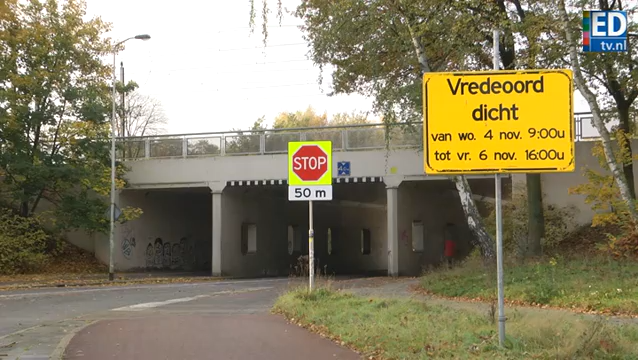 ED
tv.nl
Vredeoord
dicht
van wo. 4 nov. 9:00u
tot vr. 6 nov. 16:00u
STOP
50 m